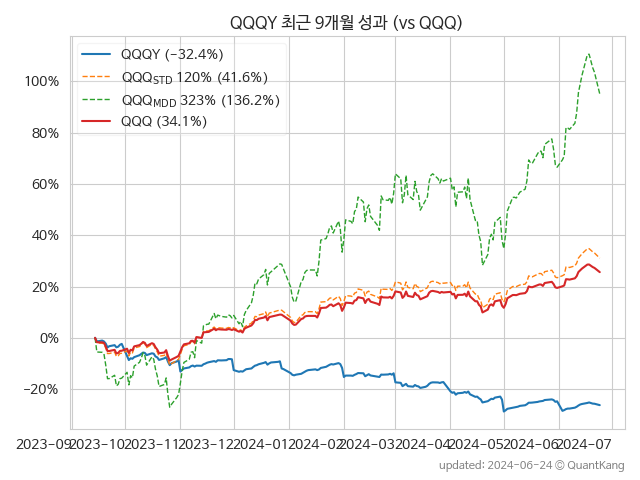 QQQY 최근 9개월 성과 (vs QQQ)
QQQY (-32.4%)
QQQSTD 120% (41.6%)
QQQMDD 323% (136.2%)
QQQ (34.1%)
100%
80%
60%
40%
20%
0%
−20%
2023-09 2023-10 2023-11 2023-12 2024-01 2024-02 2024-03 2024-04 2024-05 2024-06 2024-07
updated: 2024-06-24 © QuantKang